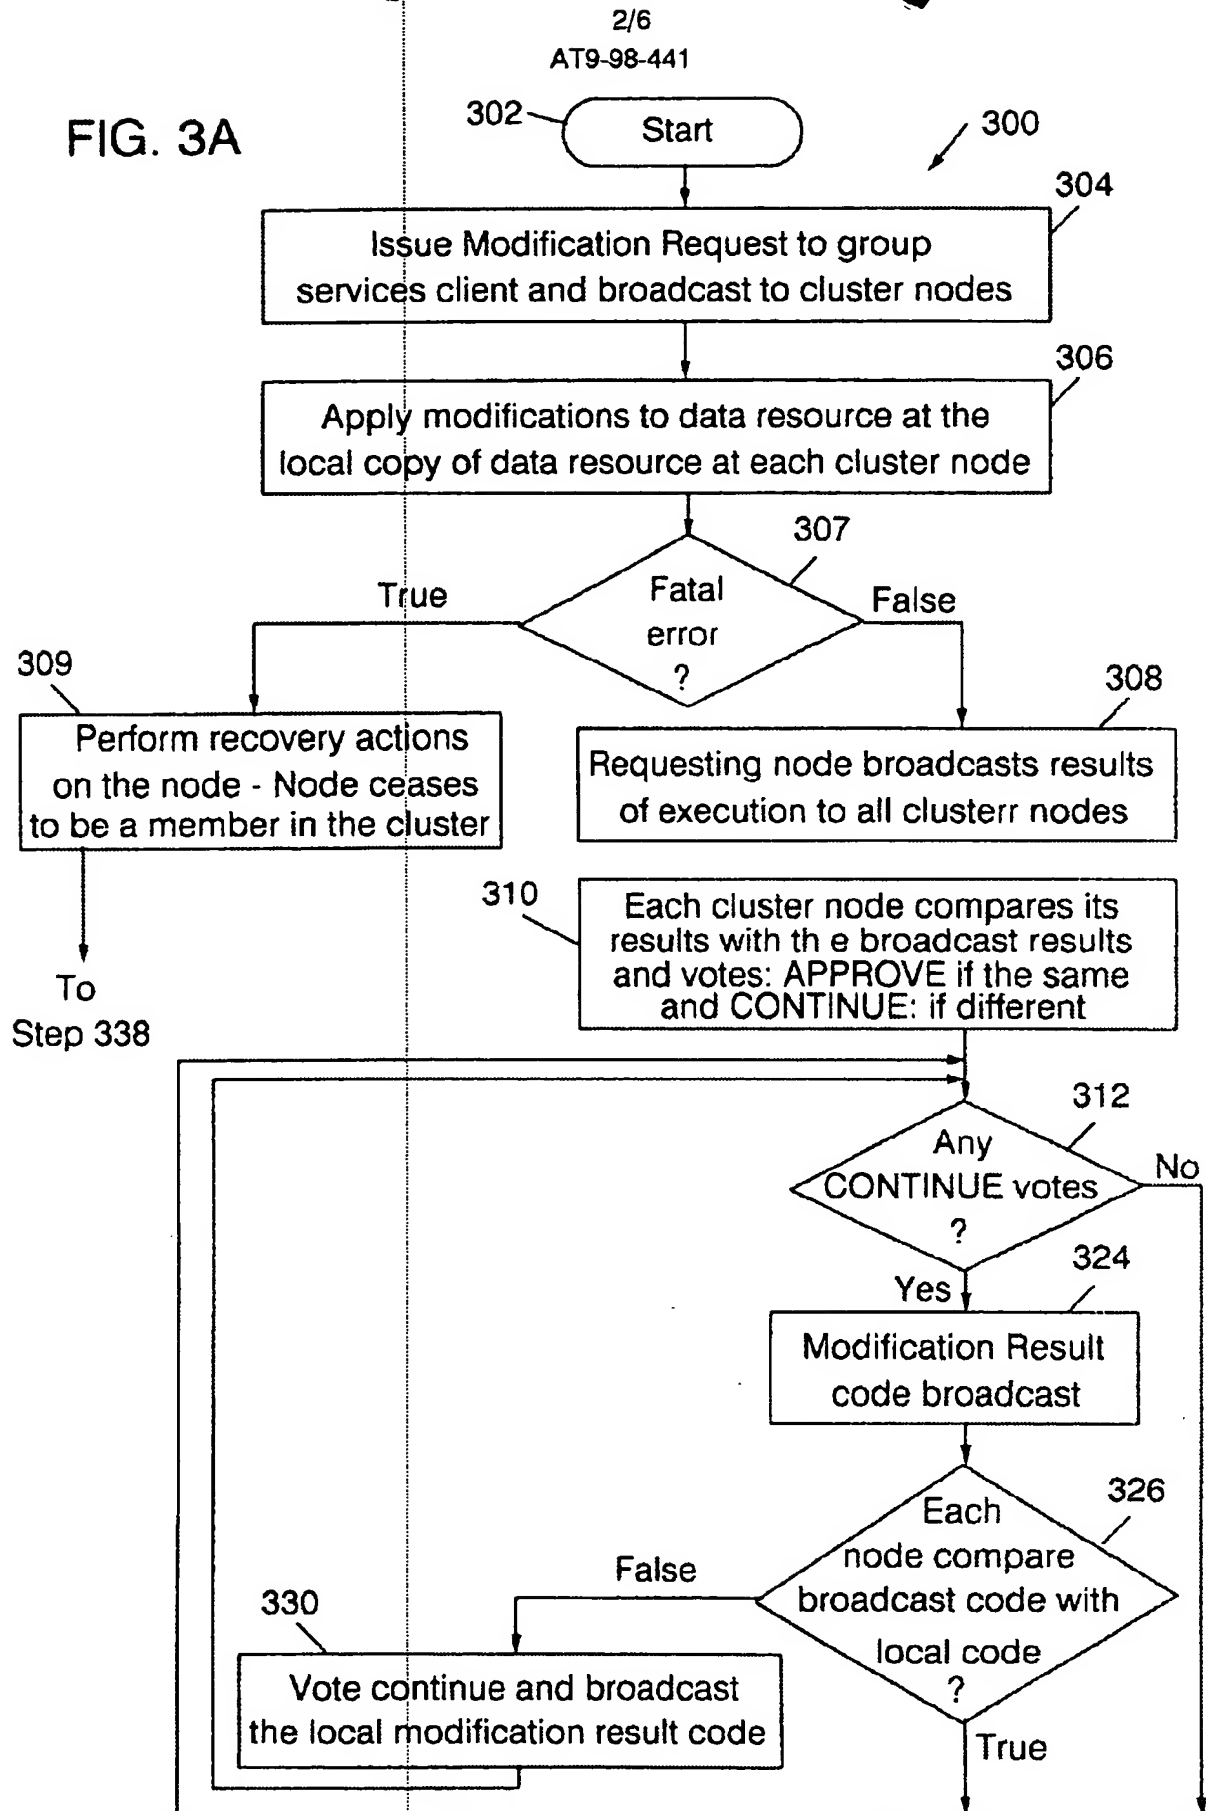 2/6
AT9-98-441
FIG. 3A
302
Start
300
304
Issue Modification Request to group
services client and broadcast to cluster nodes
306
Apply modifications to data resource at the
local copy of data resource at each cluster node
307
Fatal
error
?
True
False
309
Perform recovery actions
on the node - Node ceases
to be a member in the cluster
To
Step 338
308
Requesting node broadcasts results
of execution to all clusterr nodes
310
Each cluster node compares its
results with th e broadcast results
and votes: APPROVE if the same
and CONTINUE: if different
312
Any
CONTINUE votes
?
No
Yes
324
Modification Result
code broadcast
326
Each
node compare
broadcast code with
local code
?
False
True
330
Vote continue and broadcast
the local modification result code